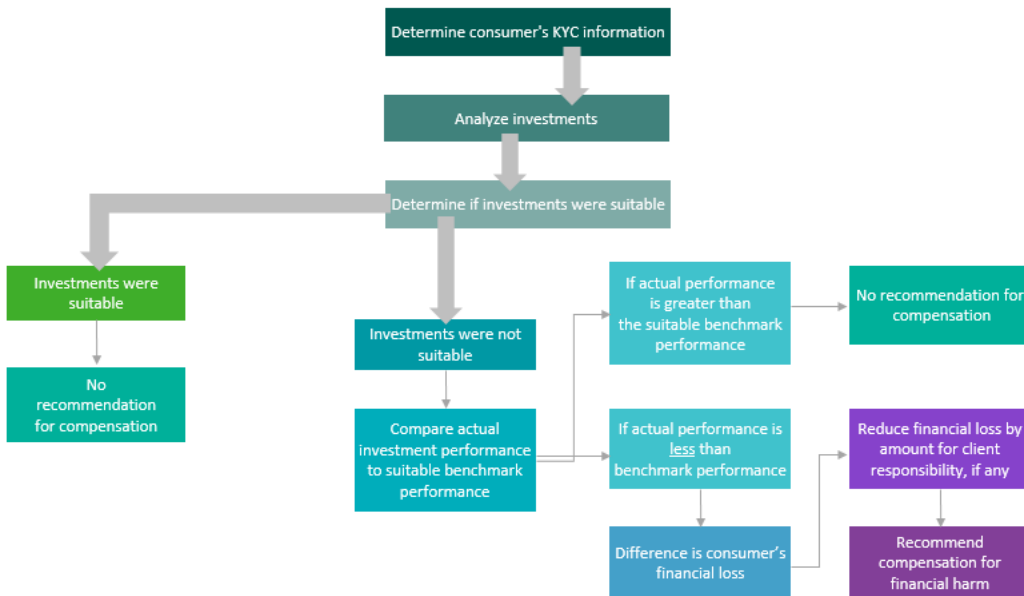 Determine consumer's KYC information
Analyze investments
Determine if investments were suitable
Investments were
suitable
No
recommendation
for compensation
Investments were not
suitable
Compare actual
investment performance
to suitable benchmark
performance
If actual performance
is greater than
the suitable benchmark
performance
No recommendation for
compensation
If actual performance is
less than
benchmark performance
Difference is consumer’s
financial loss
Reduce financial loss by
amount for client
responsibility, if any
Recommend
compensation for
financial harm